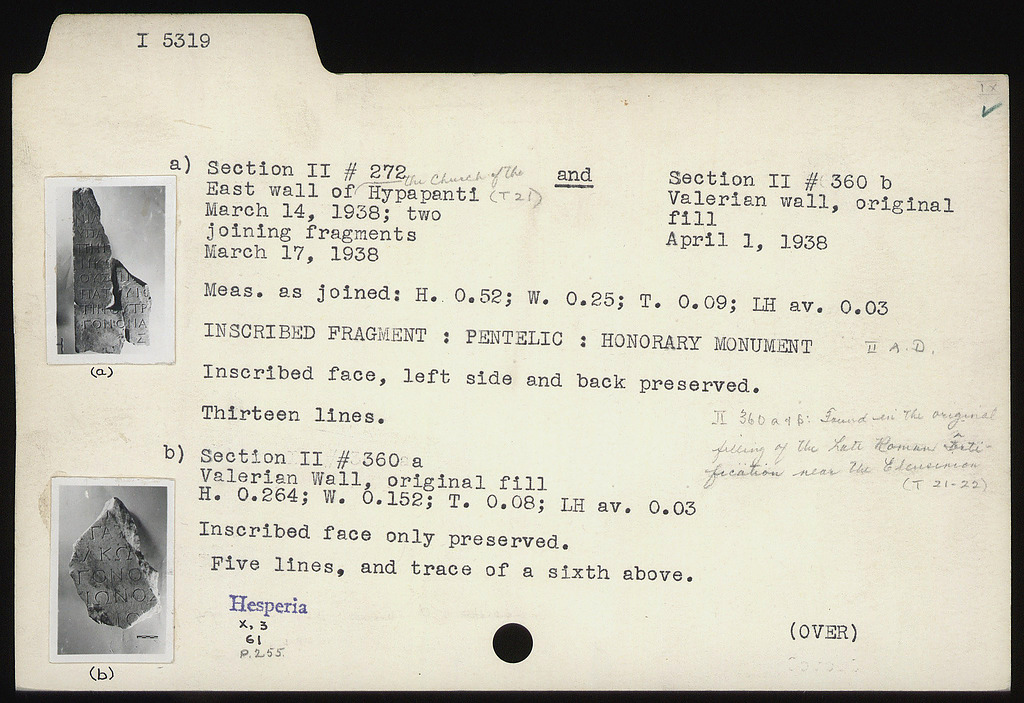 I 5319
IX
a) Section II # 272 and Section II # 360 b
the Church of the
East wall of Hypapanti (T 21) Valerian wall, original
March 14, 1938; two fill
joining fragments April 1, 1938
March 17, 1938
Meas. as joined: H. 0.52; W. 0.25; T. 0.09; LH av. 0.03
INSCRIBED FRAGMENT : PENTELIC : HONORARY MONUMENT II A.D.
Inscribed face, left side and back preserved.
Thirteen lines.
II 360 a & b: Found in the original
filling of the Late Roman Forti-
fication near the Eleusinion
(T 21-22)
(a)
b) Section II # 360 a
Valerian Wall, original fill
H. 0.264; W. 0.152; T. 0.08; LH av. 0.03
Inscribed face only preserved.
Five lines, and trace of a sixth above.
ΓΟΝΟ
ΙΟΝΟΣ
(b)
Hesperia
X, 3
61
P. 255.
(OVER)